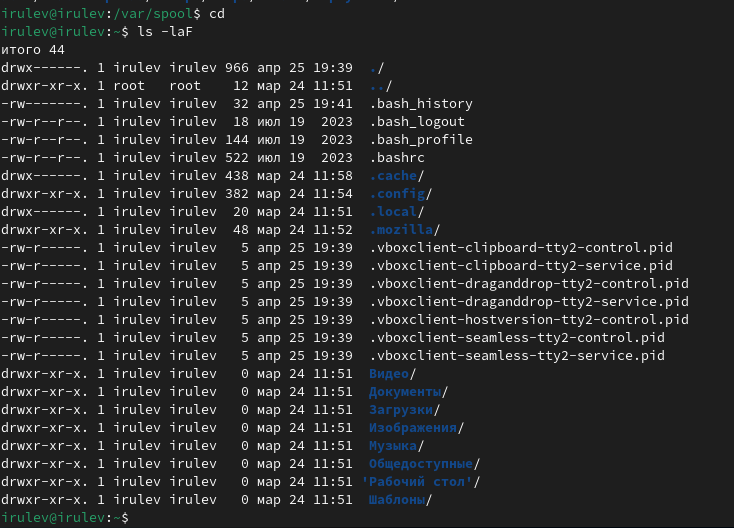 irulev@irulev:/var/spool$ cd
irulev@irulev:~$ ls -laF
итого 44
drwx------. 1 irulev irulev 966 апр 25 19:39  ./
drwxr-xr-x. 1 root   root    12 мар 24 11:51  ../
-rw-------. 1 irulev irulev  32 апр 25 19:41  .bash_history
-rw-r--r--. 1 irulev irulev  18 июл 19  2023  .bash_logout
-rw-r--r--. 1 irulev irulev 144 июл 19  2023  .bash_profile
-rw-r--r--. 1 irulev irulev 522 июл 19  2023  .bashrc
drwx------. 1 irulev irulev 438 мар 24 11:58  .cache/
drwxr-xr-x. 1 irulev irulev 382 мар 24 11:54  .config/
drwx------. 1 irulev irulev  20 мар 24 11:51  .local/
drwxr-xr-x. 1 irulev irulev  48 мар 24 11:52  .mozilla/
-rw-r-----. 1 irulev irulev   5 апр 25 19:39  .vboxclient-clipboard-tty2-control.pid
-rw-r-----. 1 irulev irulev   5 апр 25 19:39  .vboxclient-clipboard-tty2-service.pid
-rw-r-----. 1 irulev irulev   5 апр 25 19:39  .vboxclient-draganddrop-tty2-control.pid
-rw-r-----. 1 irulev irulev   5 апр 25 19:39  .vboxclient-draganddrop-tty2-service.pid
-rw-r-----. 1 irulev irulev   5 апр 25 19:39  .vboxclient-hostversion-tty2-control.pid
-rw-r-----. 1 irulev irulev   5 апр 25 19:39  .vboxclient-seamless-tty2-control.pid
-rw-r-----. 1 irulev irulev   5 апр 25 19:39  .vboxclient-seamless-tty2-service.pid
drwxr-xr-x. 1 irulev irulev   0 мар 24 11:51  Видео/
drwxr-xr-x. 1 irulev irulev   0 мар 24 11:51  Документы/
drwxr-xr-x. 1 irulev irulev   0 мар 24 11:51  Загрузки/
drwxr-xr-x. 1 irulev irulev   0 мар 24 11:51  Изображения/
drwxr-xr-x. 1 irulev irulev   0 мар 24 11:51  Музыка/
drwxr-xr-x. 1 irulev irulev   0 мар 24 11:51  Общедоступные/
drwxr-xr-x. 1 irulev irulev   0 мар 24 11:51 'Рабочий стол'/
drwxr-xr-x. 1 irulev irulev   0 мар 24 11:51  Шаблоны/
irulev@irulev:~$